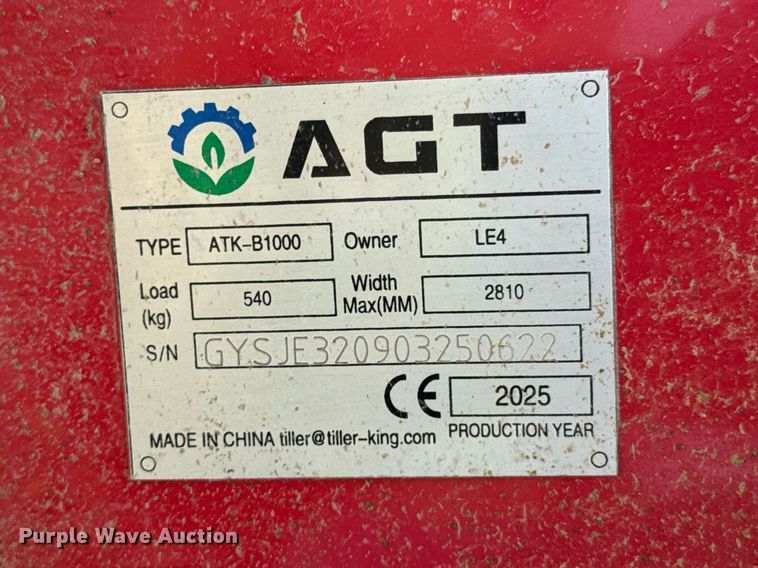 AGT
TYPE ATK-B1000 Owner LE4
Load (kg) 540 Width Max(MM) 2810
S/N GYSJE320903250622
CE 2025
MADE IN CHINA tiller@tiller-king.com PRODUCTION YEAR
Purple Wave Auction